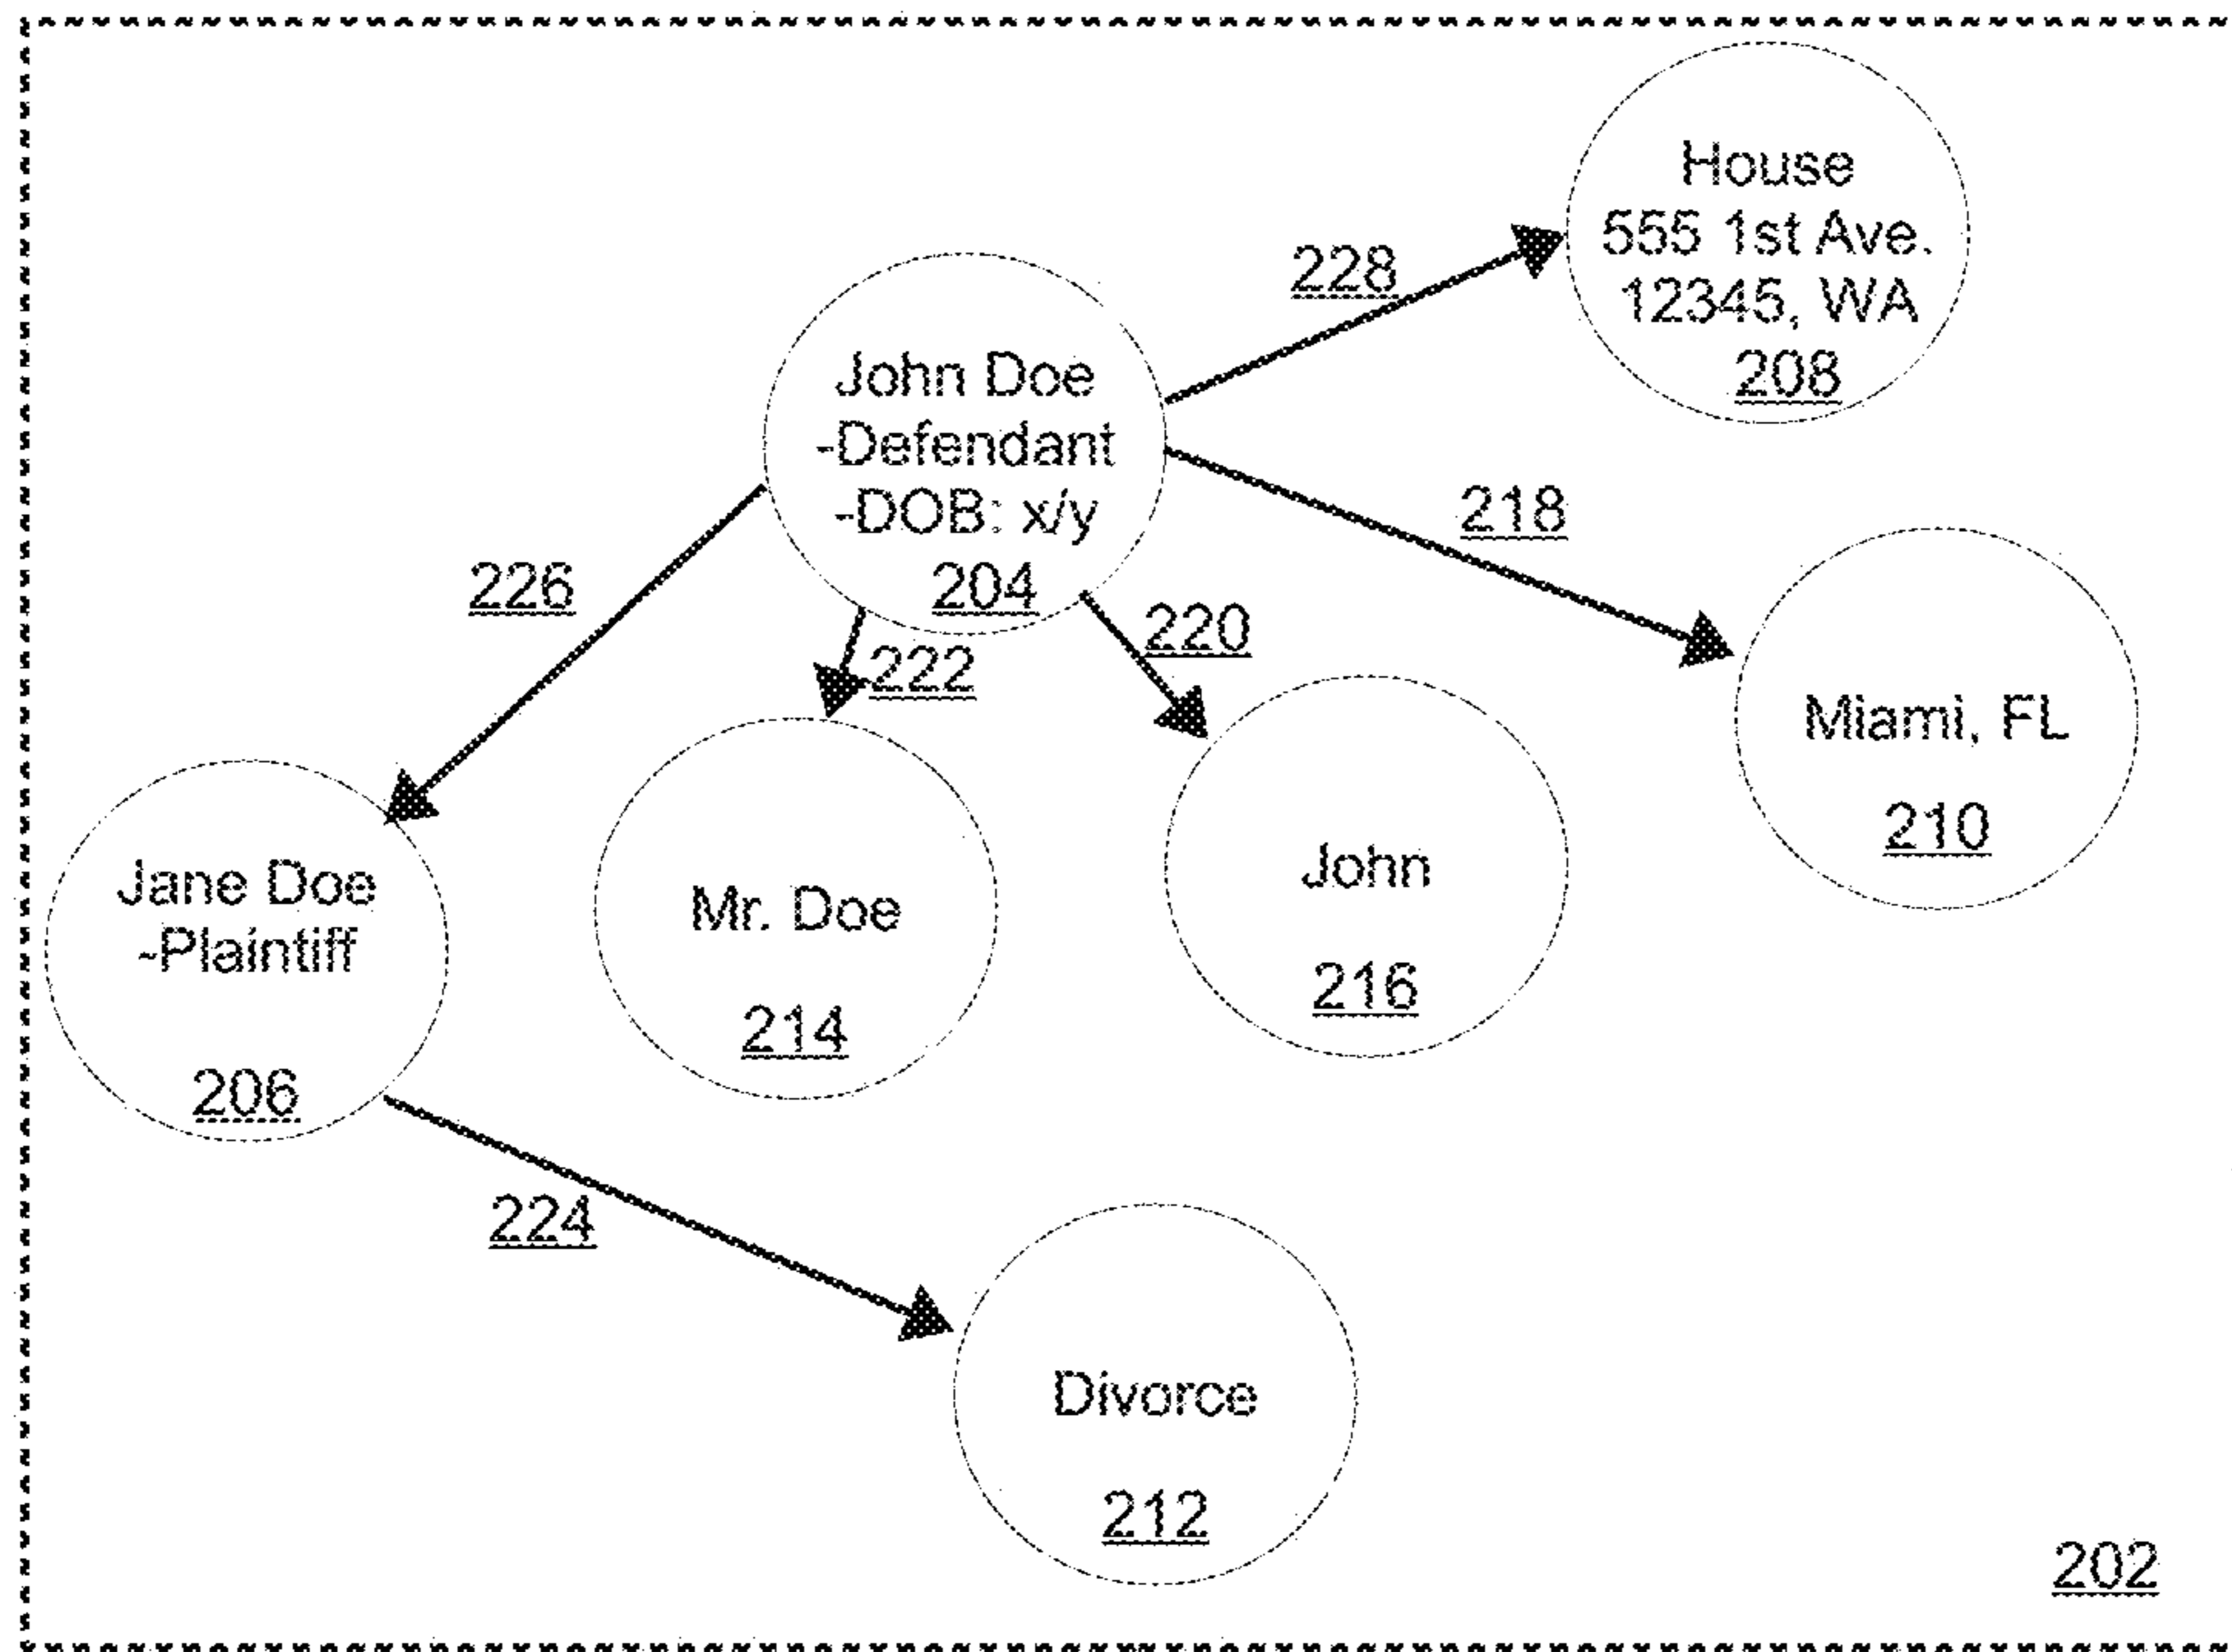 House
555 1st Ave.
12345, WA
208
228
John Doe
-Defendant
-DOB: x/y
204
218
226
222
220
Miami, FL
210
Jane Doe
-Plaintiff
206
Mr. Doe
214
John
216
224
Divorce
212
202